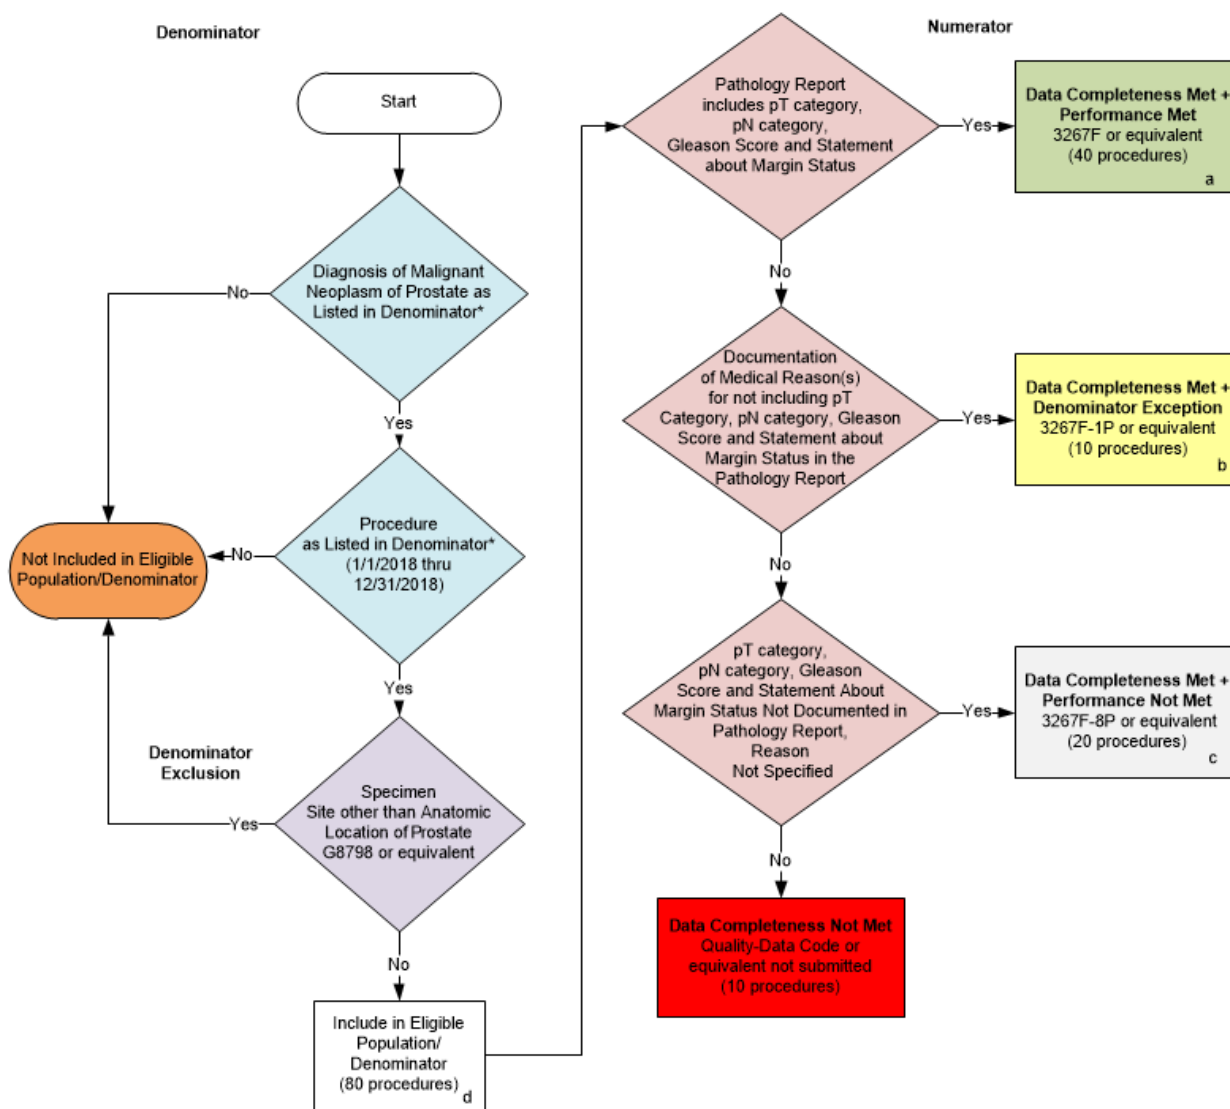 Denominator
Start
Diagnosis of Malignant
Neoplasm of Prostate as
Listed in Denominator*
No
Yes
Procedure
as Listed in Denominator*
(1/1/2018 thru
12/31/2018)
No
Not Included in Eligible
Population/Denominator
Yes
Denominator
Exclusion
Specimen
Site other than Anatomic
Location of Prostate
G8798 or equivalent
Yes
No
Include in Eligible
Population/
Denominator
(80 procedures)
d
Numerator
Pathology Report
includes pT category,
pN category,
Gleason Score and Statement
about Margin Status
Yes
Data Completeness Met +
Performance Met
3267F or equivalent
(40 procedures)
a
No
Documentation
of Medical Reason(s)
for not including pT
Category, pN category, Gleason
Score and Statement about
Margin Status in the
Pathology Report
Yes
Data Completeness Met +
Denominator Exception
3267F-1P or equivalent
(10 procedures)
b
No
pT category,
pN category, Gleason
Score and Statement About
Margin Status Not Documented in
Pathology Report,
Reason
Not Specified
Yes
Data Completeness Met +
Performance Not Met
3267F-8P or equivalent
(20 procedures)
c
No
Data Completeness Not Met
Quality-Data Code or
equivalent not submitted
(10 procedures)